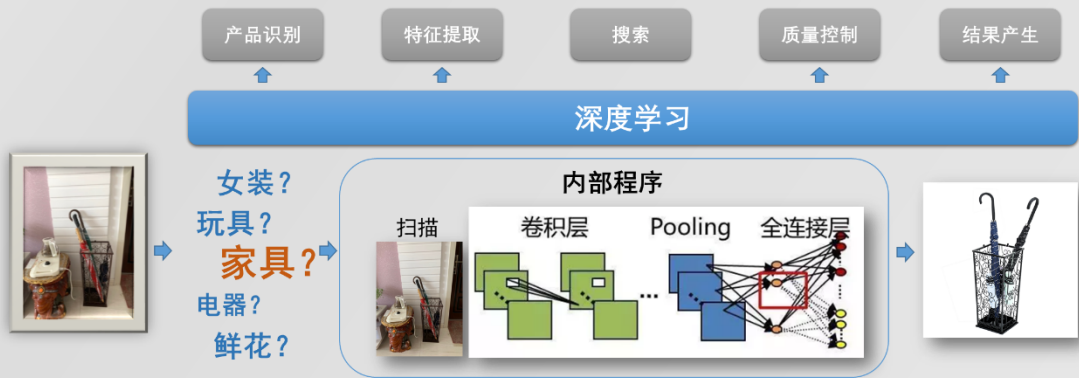 产品识别
特征提取
搜索
质量控制
结果产生
深度学习
女装?
玩具?
家具?
电器?
鲜花?
内部程序
扫描
卷积层
Pooling
全连接层